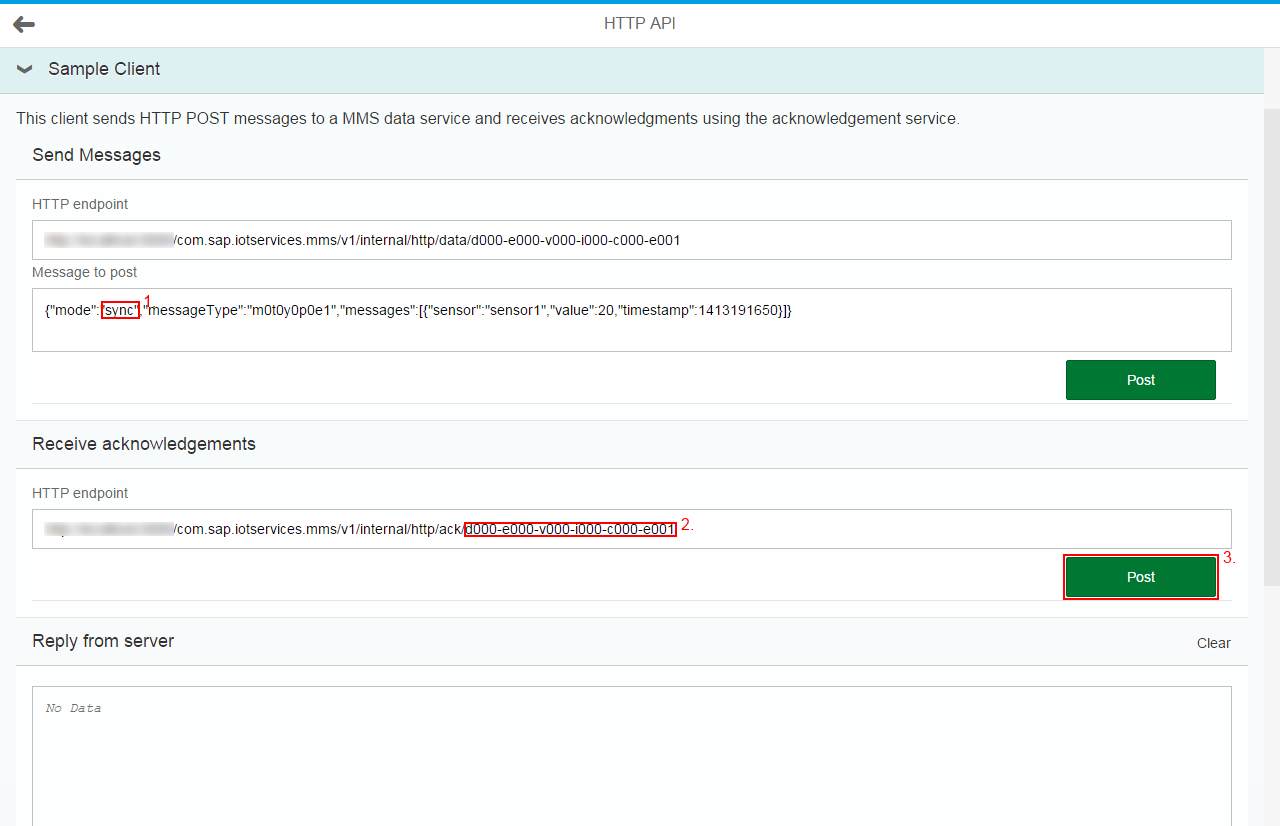 HTTP API
Sample Client
This client sends HTTP POST messages to a MMS data service and receives acknowledgments using the acknowledgement service.
Send Messages
HTTP endpoint
/com.sap.iotservices.mms/v1/internal/http/data/d000-e000-v000-i000-c000-e001
Message to post
1.
{"mode":"sync","messageType":"m0t0y0p0e1","messages":[{"sensor":"sensor1","value":20,"timestamp":1413191650}]}
Post
Receive acknowledgements
HTTP endpoint
/com.sap.iotservices.mms/v1/internal/http/ack/d000-e000-v000-i000-c000-e001 2.
3.
Post
Reply from server
Clear
No Data